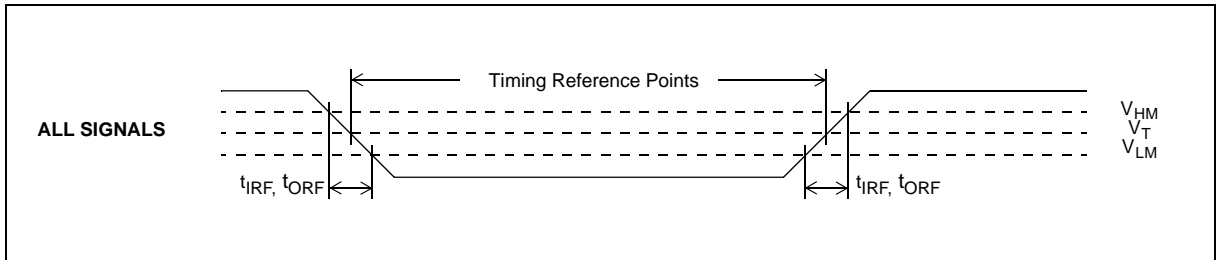 Timing Reference Points
ALL SIGNALS
V_HM
V_T
V_LM
t_IRF, t_ORF
t_IRF, t_ORF